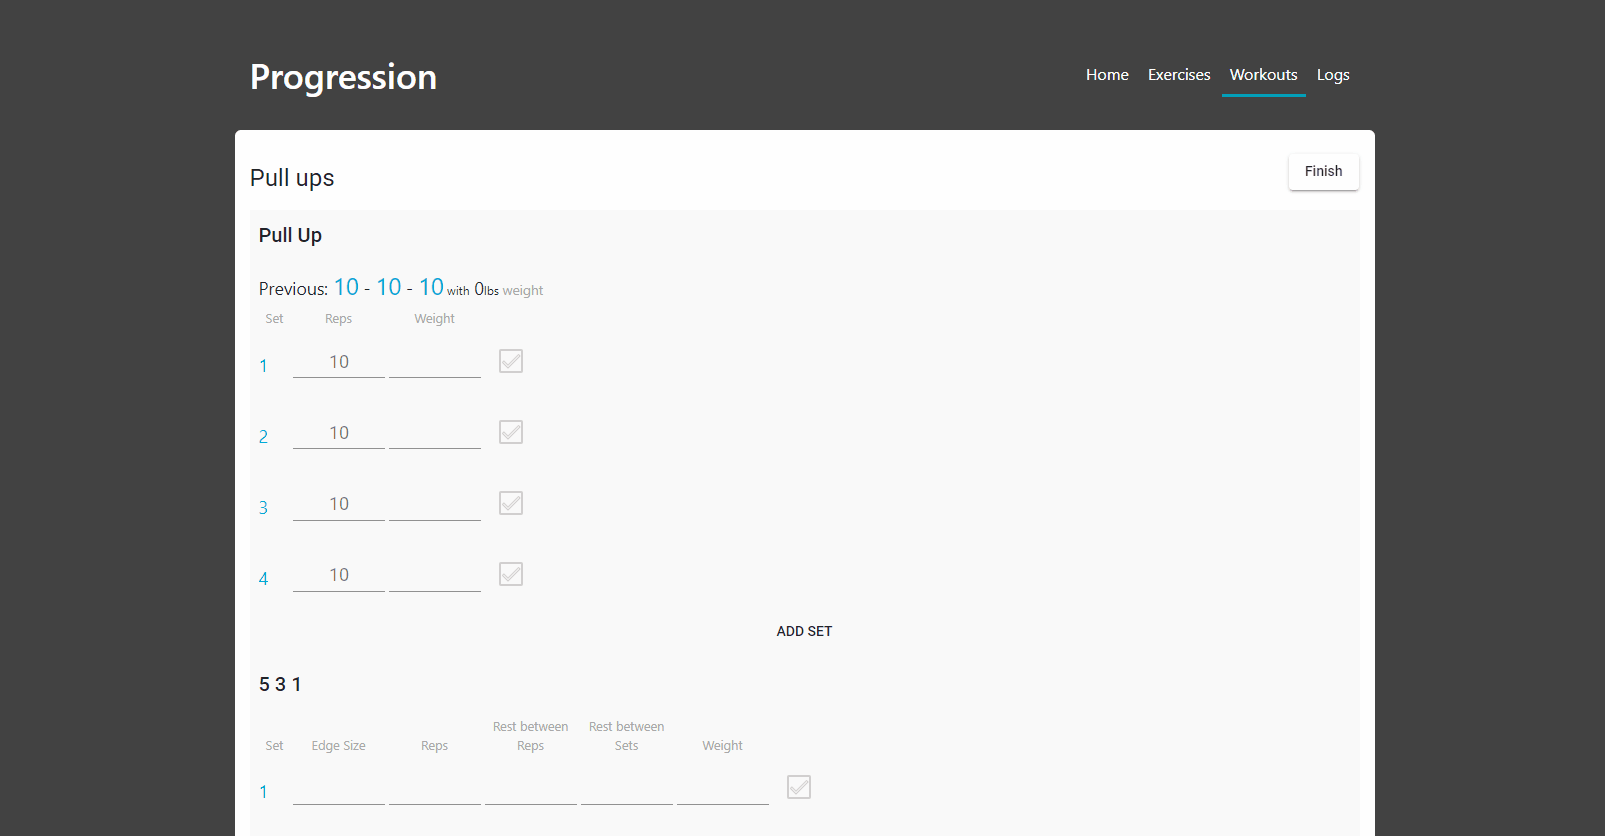 Progression
Home Exercises Workouts Logs
Pull ups
Finish
Pull Up
Previous: 10 - 10 - 10 with 0lbs weight
Set Reps Weight
1 10
2 10
3 10
4 10
ADD SET
5 3 1
Set Edge Size Reps Rest between Reps Rest between Sets Weight
1